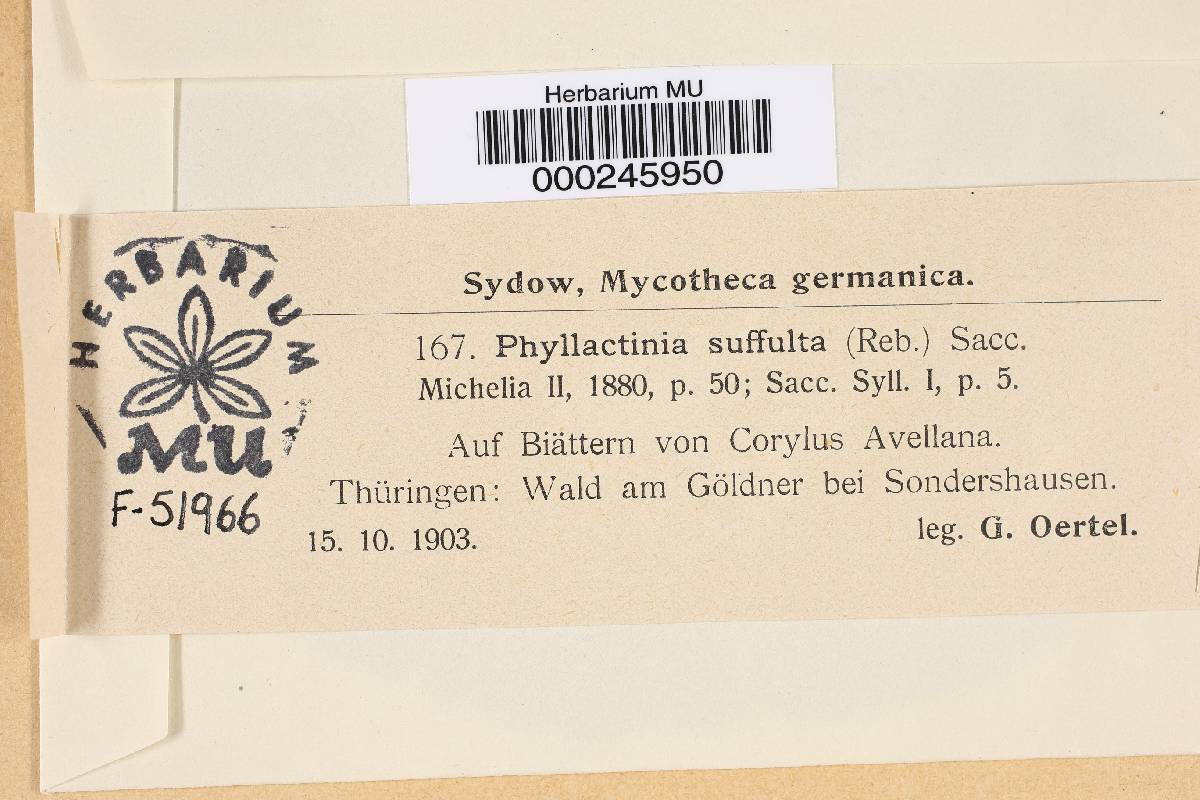 Herbarium MU
000245950
HERBARIUM
MU
F-51966
Sydow, Mycotheca germanica.
167. Phyllactinia suffulta (Reb.) Sacc.
Michelia II, 1880, p. 50; Sacc. Syll. I, p. 5.
Auf Biättern von Corylus Avellana.
Thüringen: Wald am Göldner bei Sondershausen.
15. 10. 1903. leg. G. Oertel.